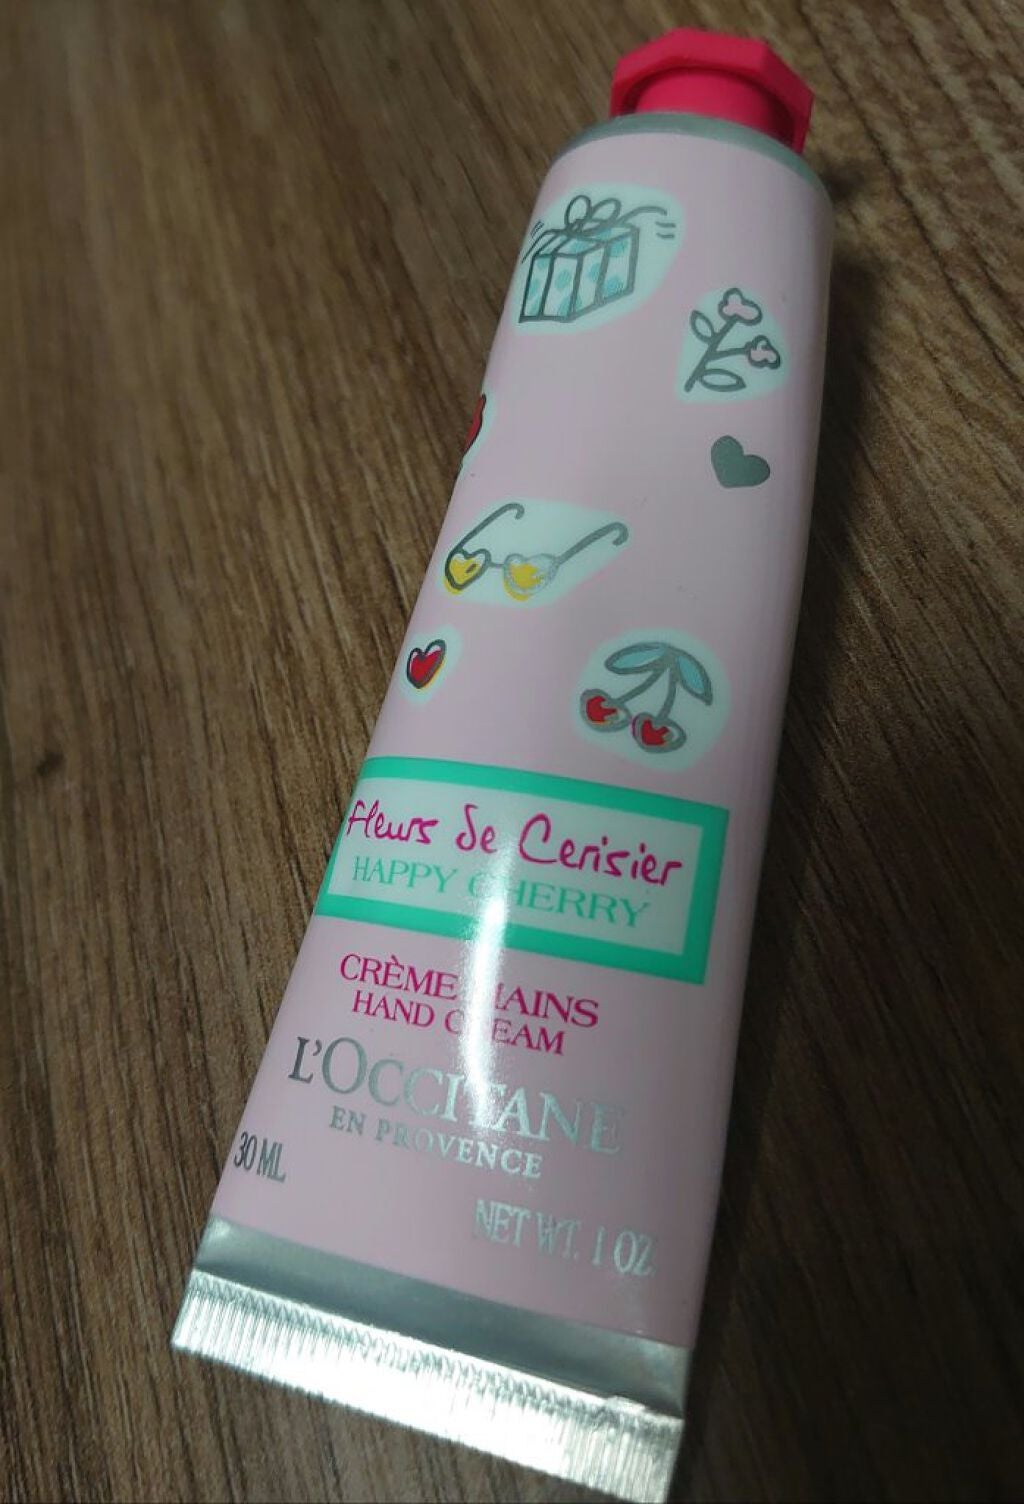 Fleurs de Cerisier
HAPPY CHERRY
CRÈME MAINS
HAND CREAM
L'OCCITANE
EN PROVENCE
30 ML
NET WT. 1 OZ